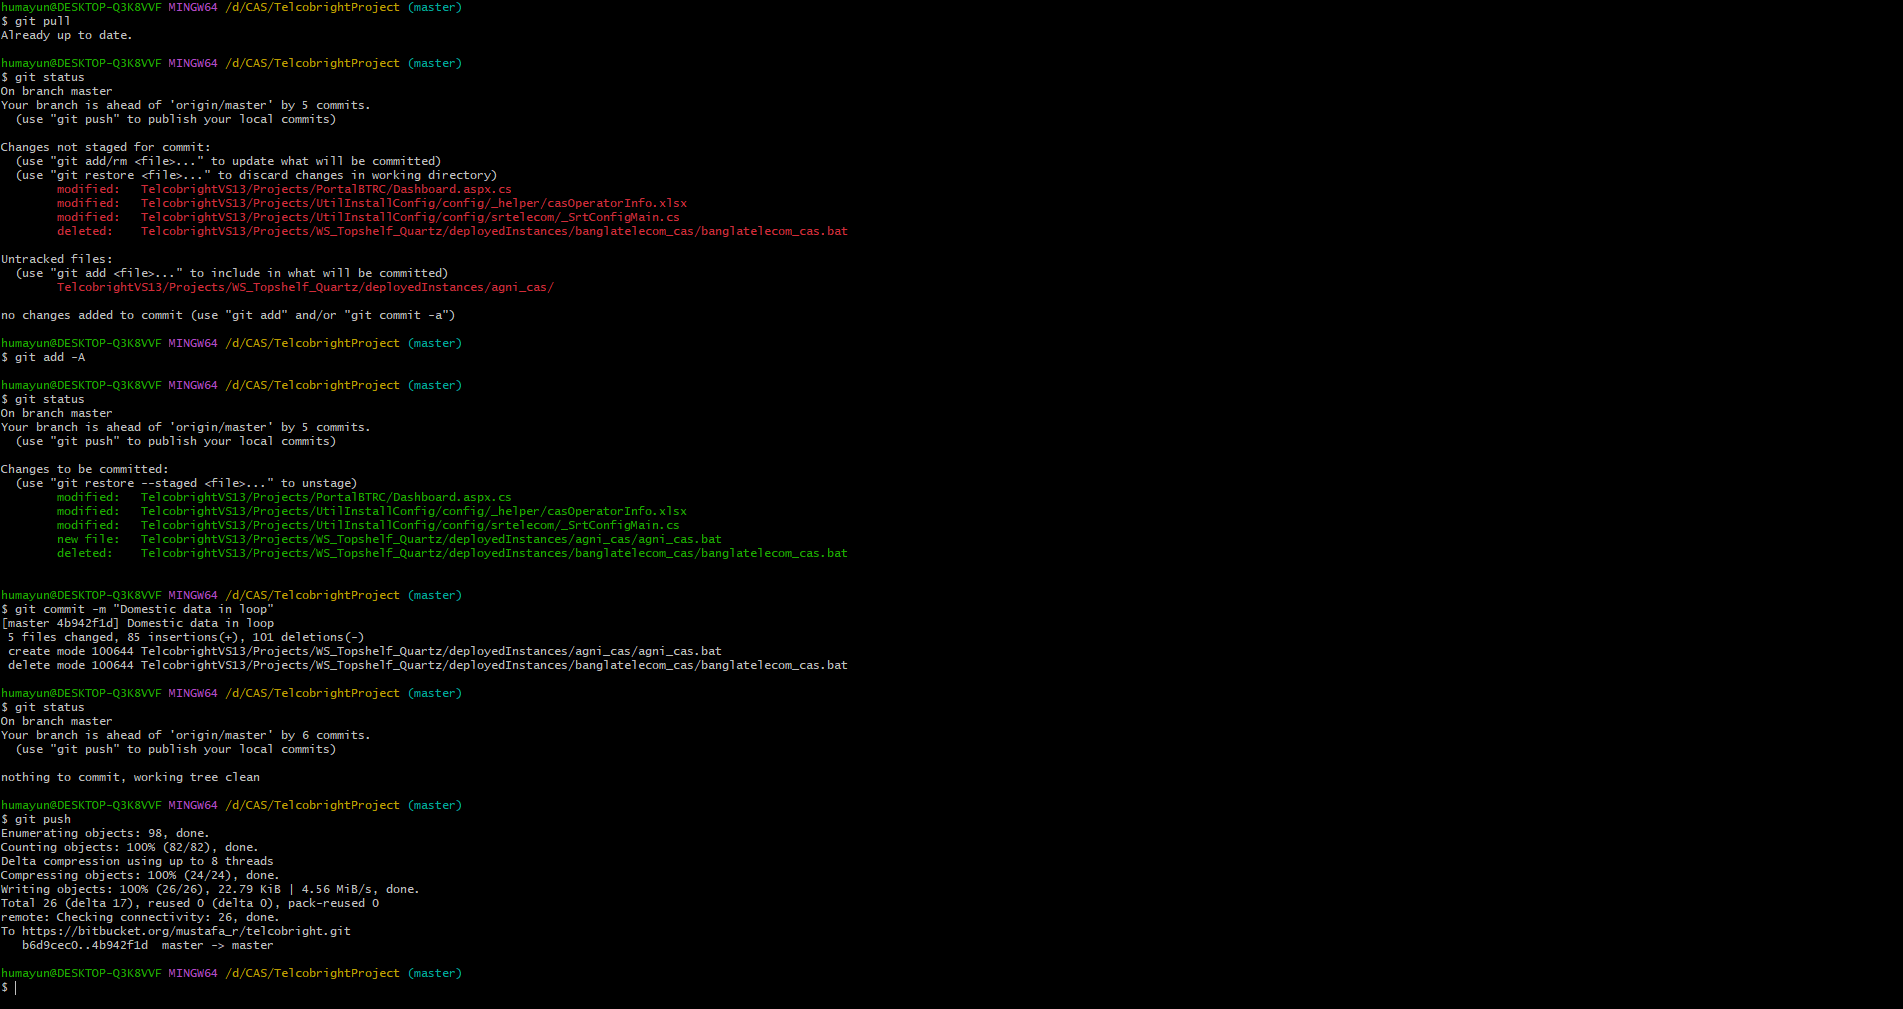 humayun@DESKTOP-Q3K8VVF MINGW64 /d/CAS/TelcobrightProject (master)
$ git pull
Already up to date.
humayun@DESKTOP-Q3K8VVF MINGW64 /d/CAS/TelcobrightProject (master)
$ git status
On branch master
Your branch is ahead of 'origin/master' by 5 commits.
(use "git push" to publish your local commits)
Changes not staged for commit:
(use "git add/rm <file>..." to update what will be committed)
(use "git restore <file>..." to discard changes in working directory)
modified: TelcobrightVS13/Projects/PortalBTRC/Dashboard.aspx.cs
modified: TelcobrightVS13/Projects/UtilInstallConfig/config/_helper/casOperatorInfo.xlsx
modified: TelcobrightVS13/Projects/UtilInstallConfig/config/srtelecom/_SrtConfigMain.cs
deleted: TelcobrightVS13/Projects/WS_Topshelf_Quartz/deployedInstances/banglatelecom_cas/banglatelecom_cas.bat
Untracked files:
(use "git add <file>..." to include in what will be committed)
TelcobrightVS13/Projects/WS_Topshelf_Quartz/deployedInstances/agni_cas/
no changes added to commit (use "git add" and/or "git commit -a")
humayun@DESKTOP-Q3K8VVF MINGW64 /d/CAS/TelcobrightProject (master)
$ git add -A
humayun@DESKTOP-Q3K8VVF MINGW64 /d/CAS/TelcobrightProject (master)
$ git status
On branch master
Your branch is ahead of 'origin/master' by 5 commits.
(use "git push" to publish your local commits)
Changes to be committed:
(use "git restore --staged <file>..." to unstage)
modified: TelcobrightVS13/Projects/PortalBTRC/Dashboard.aspx.cs
modified: TelcobrightVS13/Projects/UtilInstallConfig/config/_helper/casOperatorInfo.xlsx
modified: TelcobrightVS13/Projects/UtilInstallConfig/config/srtelecom/_SrtConfigMain.cs
new file: TelcobrightVS13/Projects/WS_Topshelf_Quartz/deployedInstances/agni_cas/agni_cas.bat
deleted: TelcobrightVS13/Projects/WS_Topshelf_Quartz/deployedInstances/banglatelecom_cas/banglatelecom_cas.bat
humayun@DESKTOP-Q3K8VVF MINGW64 /d/CAS/TelcobrightProject (master)
$ git commit -m "Domestic data in loop"
[master 4b942f1d] Domestic data in loop
5 files changed, 85 insertions(+), 101 deletions(-)
create mode 100644 TelcobrightVS13/Projects/WS_Topshelf_Quartz/deployedInstances/agni_cas/agni_cas.bat
delete mode 100644 TelcobrightVS13/Projects/WS_Topshelf_Quartz/deployedInstances/banglatelecom_cas/banglatelecom_cas.bat
humayun@DESKTOP-Q3K8VVF MINGW64 /d/CAS/TelcobrightProject (master)
$ git status
On branch master
Your branch is ahead of 'origin/master' by 6 commits.
(use "git push" to publish your local commits)
nothing to commit, working tree clean
humayun@DESKTOP-Q3K8VVF MINGW64 /d/CAS/TelcobrightProject (master)
$ git push
Enumerating objects: 98, done.
Counting objects: 100% (82/82), done.
Delta compression using up to 8 threads
Compressing objects: 100% (24/24), done.
Writing objects: 100% (26/26), 22.79 KiB | 4.56 MiB/s, done.
Total 26 (delta 17), reused 0 (delta 0), pack-reused 0
remote: Checking connectivity: 26, done.
To https://bitbucket.org/mustafa_r/telcobright.git
b6d9cec0..4b942f1d master -> master
humayun@DESKTOP-Q3K8VVF MINGW64 /d/CAS/TelcobrightProject (master)
$